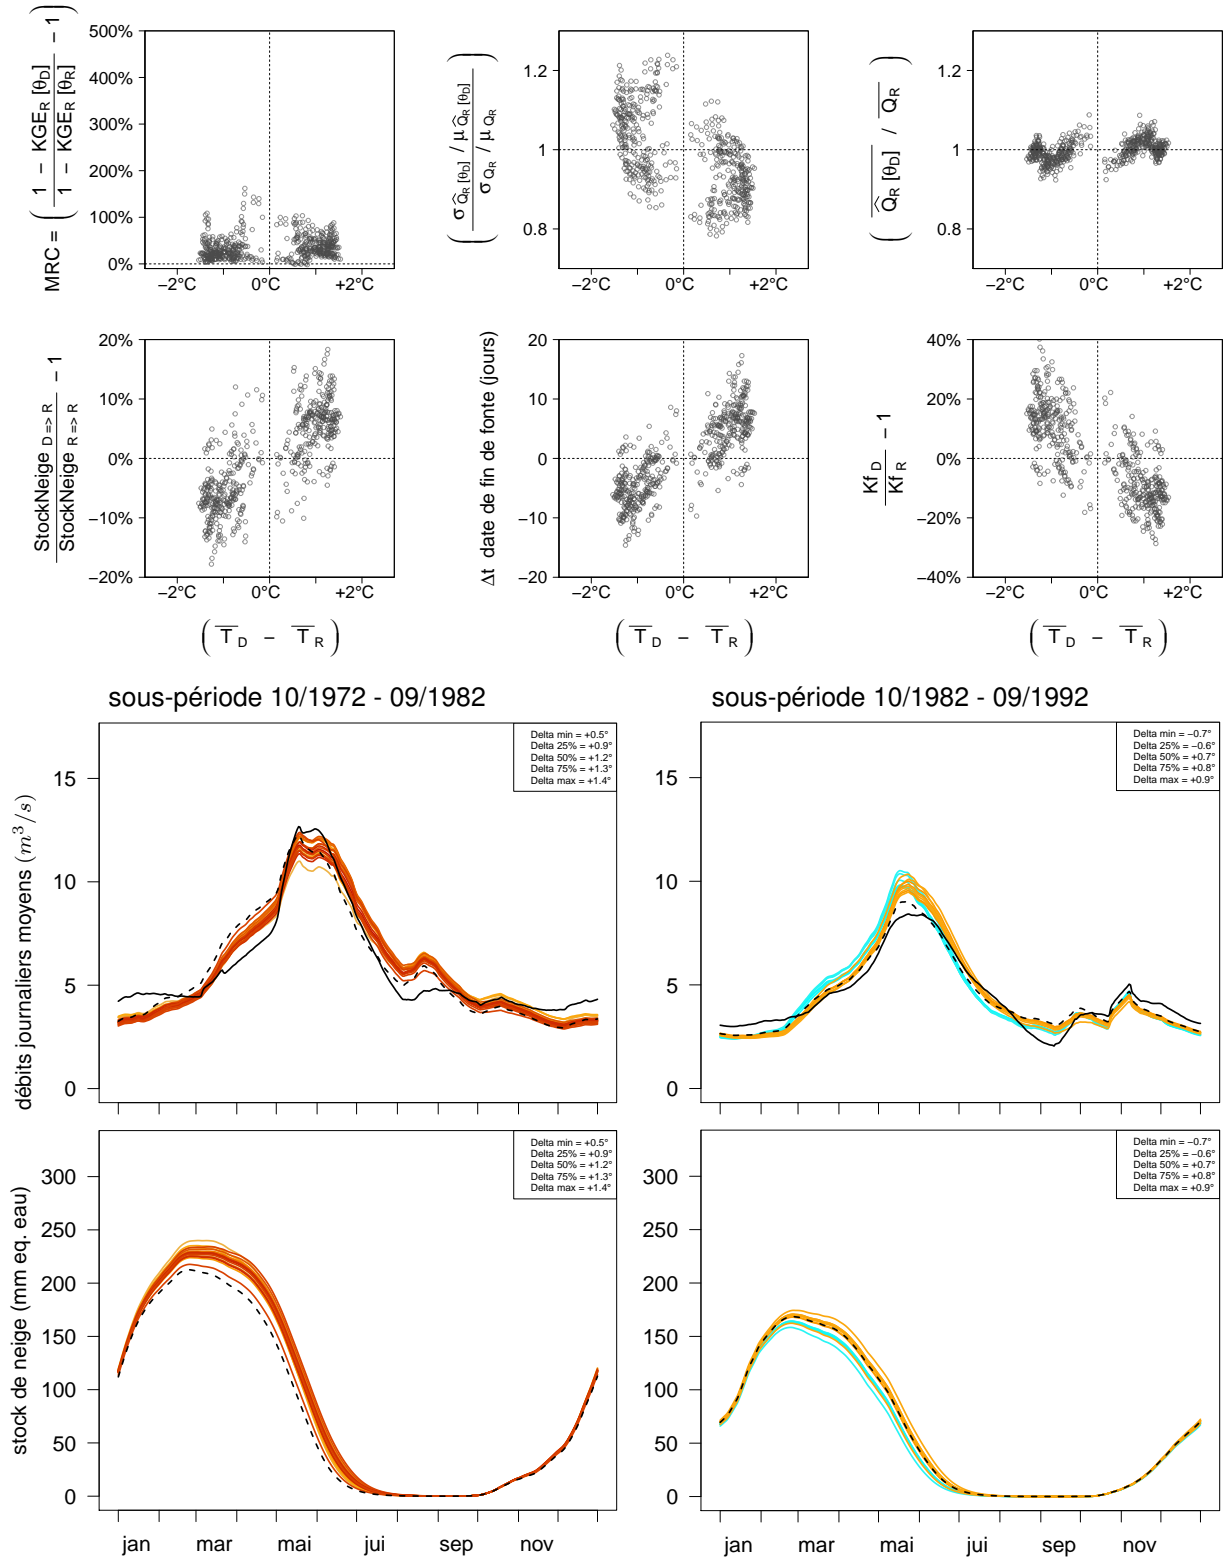 MRC = ( 1 − KGE R [θD] / 1 − KGE R [θR] − 1 )
500%
400%
300%
200%
100%
0%
−2°C 0°C +2°C
( σ Q̂R [θD] / μ Q̂R [θD] / σ QR / μ QR )
1.2
1
0.8
−2°C 0°C +2°C
( Q̂R [θD] / QR )
1.2
1
0.8
−2°C 0°C +2°C
StockNeige D => R / StockNeige R => R − 1
20%
10%
0%
−10%
−20%
−2°C 0°C +2°C
( T D − T R )
Δt date de fin de fonte (jours)
20
10
0
−10
−20
−2°C 0°C +2°C
( T D − T R )
Kf D / Kf R − 1
40%
20%
0%
−20%
−40%
−2°C 0°C +2°C
( T D − T R )
sous-période 10/1972 - 09/1982
sous-période 10/1982 - 09/1992
débits journaliers moyens (m³/s)
15
10
5
0
Delta min = +0.5°
Delta 25% = +0.9°
Delta 50% = +1.2°
Delta 75% = +1.3°
Delta max = +1.4°
15
10
5
0
Delta min = −0.7°
Delta 25% = −0.6°
Delta 50% = +0.7°
Delta 75% = +0.8°
Delta max = +0.9°
stock de neige (mm eq. eau)
300
250
200
150
100
50
0
Delta min = +0.5°
Delta 25% = +0.9°
Delta 50% = +1.2°
Delta 75% = +1.3°
Delta max = +1.4°
jan mar mai jui sep nov
300
250
200
150
100
50
0
Delta min = −0.7°
Delta 25% = −0.6°
Delta 50% = +0.7°
Delta 75% = +0.8°
Delta max = +0.9°
jan mar mai jui sep nov